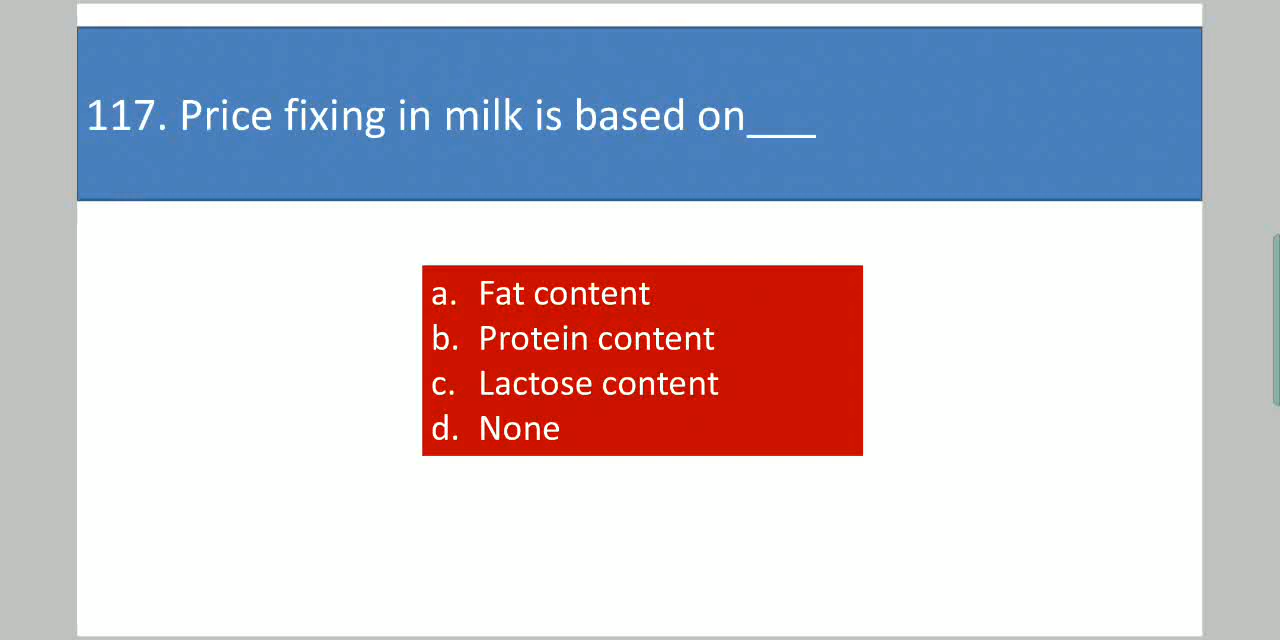 117. Price fixing in milk is based on___
a. Fat content
b. Protein content
c. Lactose content
d. None